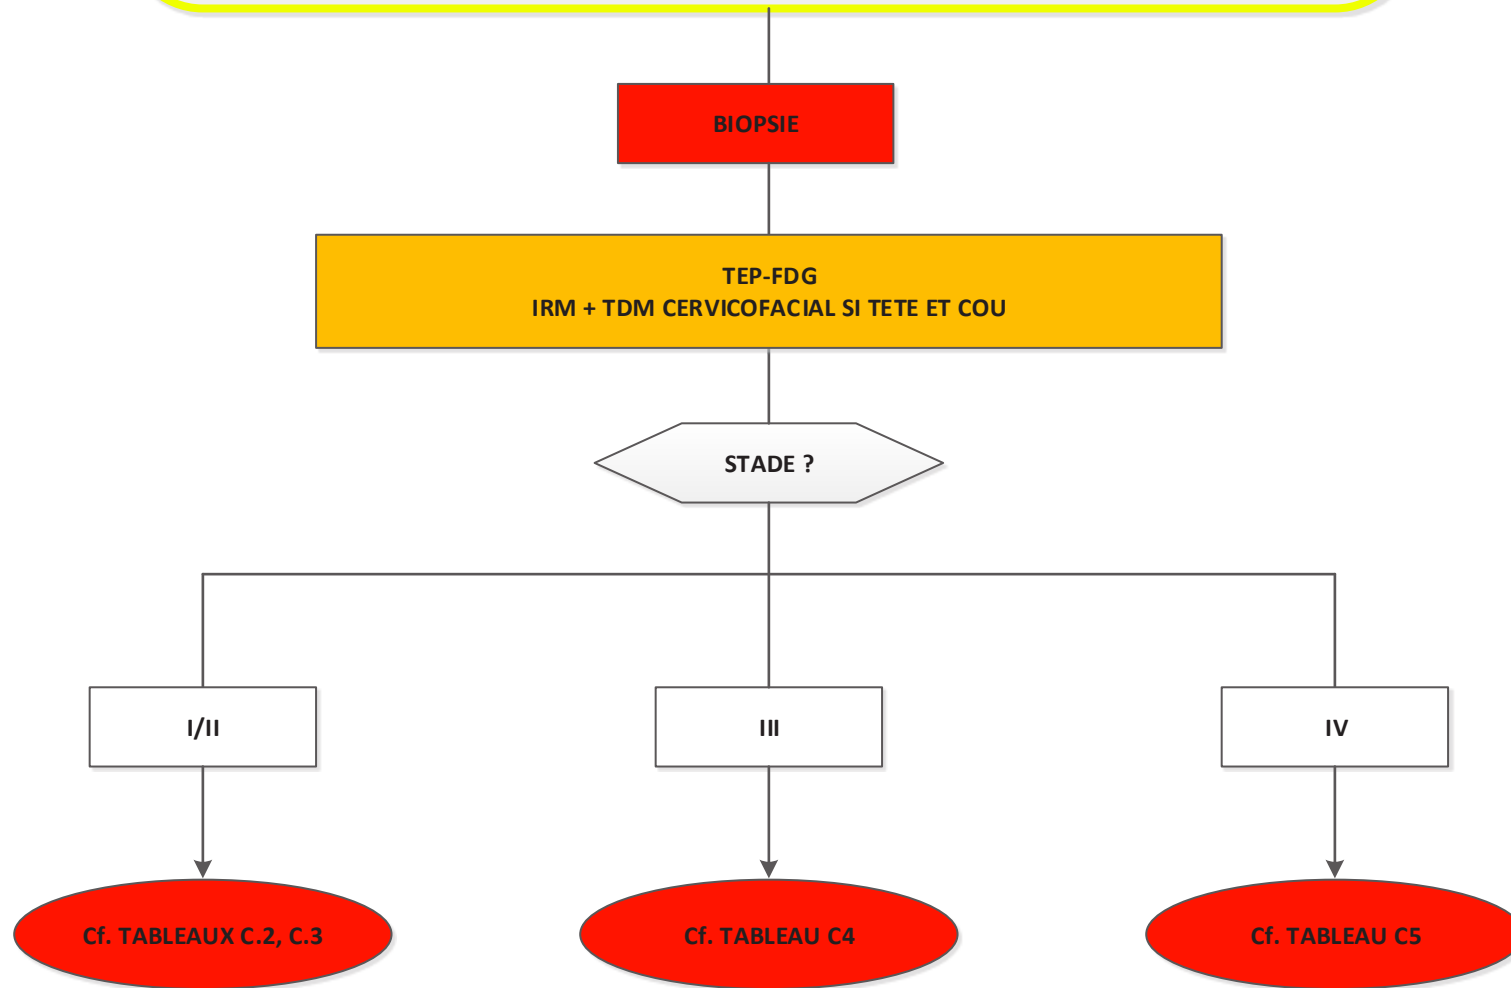 BIOPSIE
TEP-FDG
IRM + TDM CERVICOFACIAL SI TETE ET COU
STADE ?
I/II
III
IV
Cf. TABLEAUX C.2, C.3
Cf. TABLEAU C4
Cf. TABLEAU C5